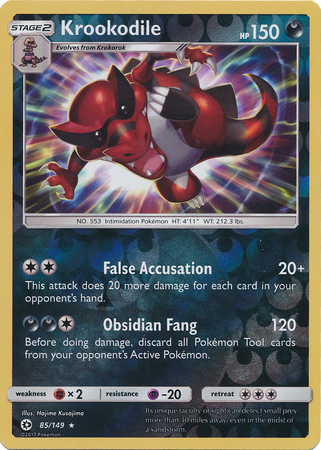 STAGE2 Krookodile HP 150
Evolves from Krokorok
NO. 553 Intimidation Pokémon HT: 4'11" WT: 212.3 lbs.
False Accusation 20+
This attack does 20 more damage for each card in your
opponent's hand.
Obsidian Fang 120
Before doing damage, discard all Pokémon Tool cards
from your opponent's Active Pokémon.
weakness × 2 resistance -20 retreat
Illus. Hajime Kusajima
Its unique faculty of sight can detect small prey
more than 30 miles away, even in the midst of
a sandstorm.
85/149 ★
©2017 Pokémon